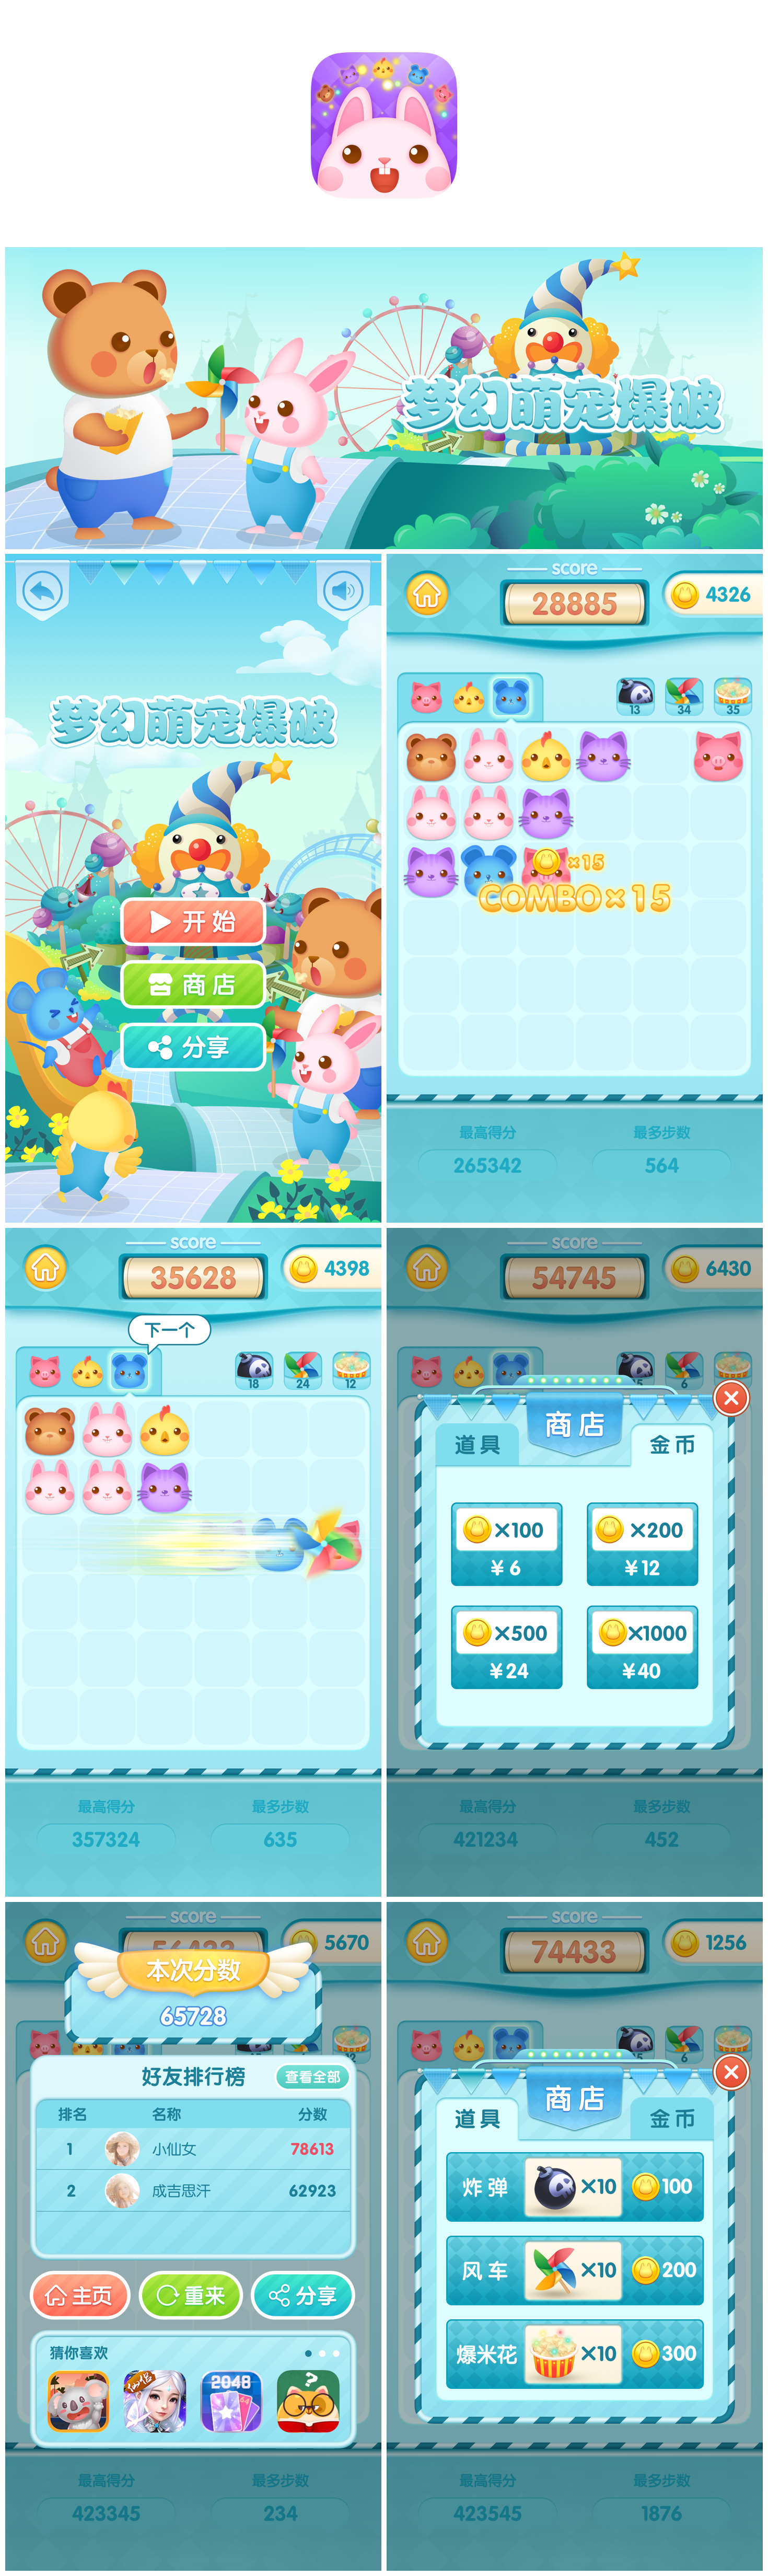 梦幻萌宠爆破
梦幻萌宠爆破
开始
商店
分享
score
28885
4326
13
34
35
×15
COMBO×15
最高得分
最多步数
265342
564
score
35628
4398
下一个
18
24
12
最高得分
最多步数
357324
635
score
54745
6430
6
商店
道具
金币
×100
×200
¥6
¥12
×500
×1000
¥24
¥40
最高得分
最多步数
421234
452
score
5670
本次分数
65728
好友排行榜
查看全部
排名
名称
分数
1
小仙女
78613
2
成吉思汗
62923
主页
重来
分享
猜你喜欢
2048
?
最高得分
最多步数
423345
234
score
74433
1256
6
商店
道具
金币
炸弹
×10
100
风车
×10
200
爆米花
×10
300
最高得分
最多步数
423545
1876